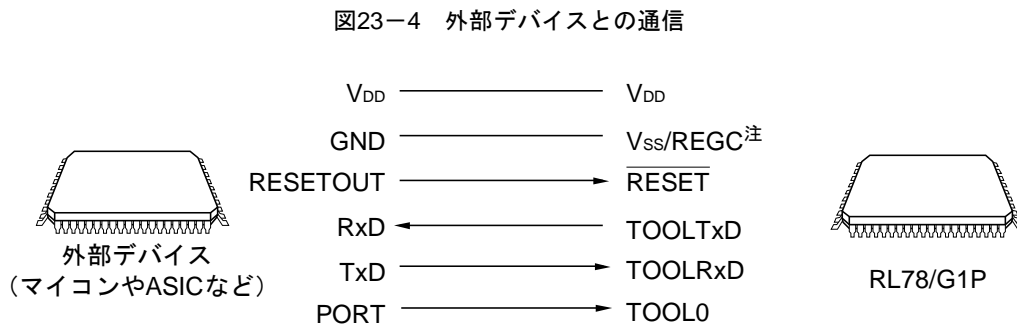 図23-4 外部デバイスとの通信
VDD VDD
GND VSS/REGC注
RESETOUT RESET
RxD TOOLTxD
TxD TOOLRxD
PORT TOOL0
外部デバイス
（マイコンやASICなど）
RL78/G1P